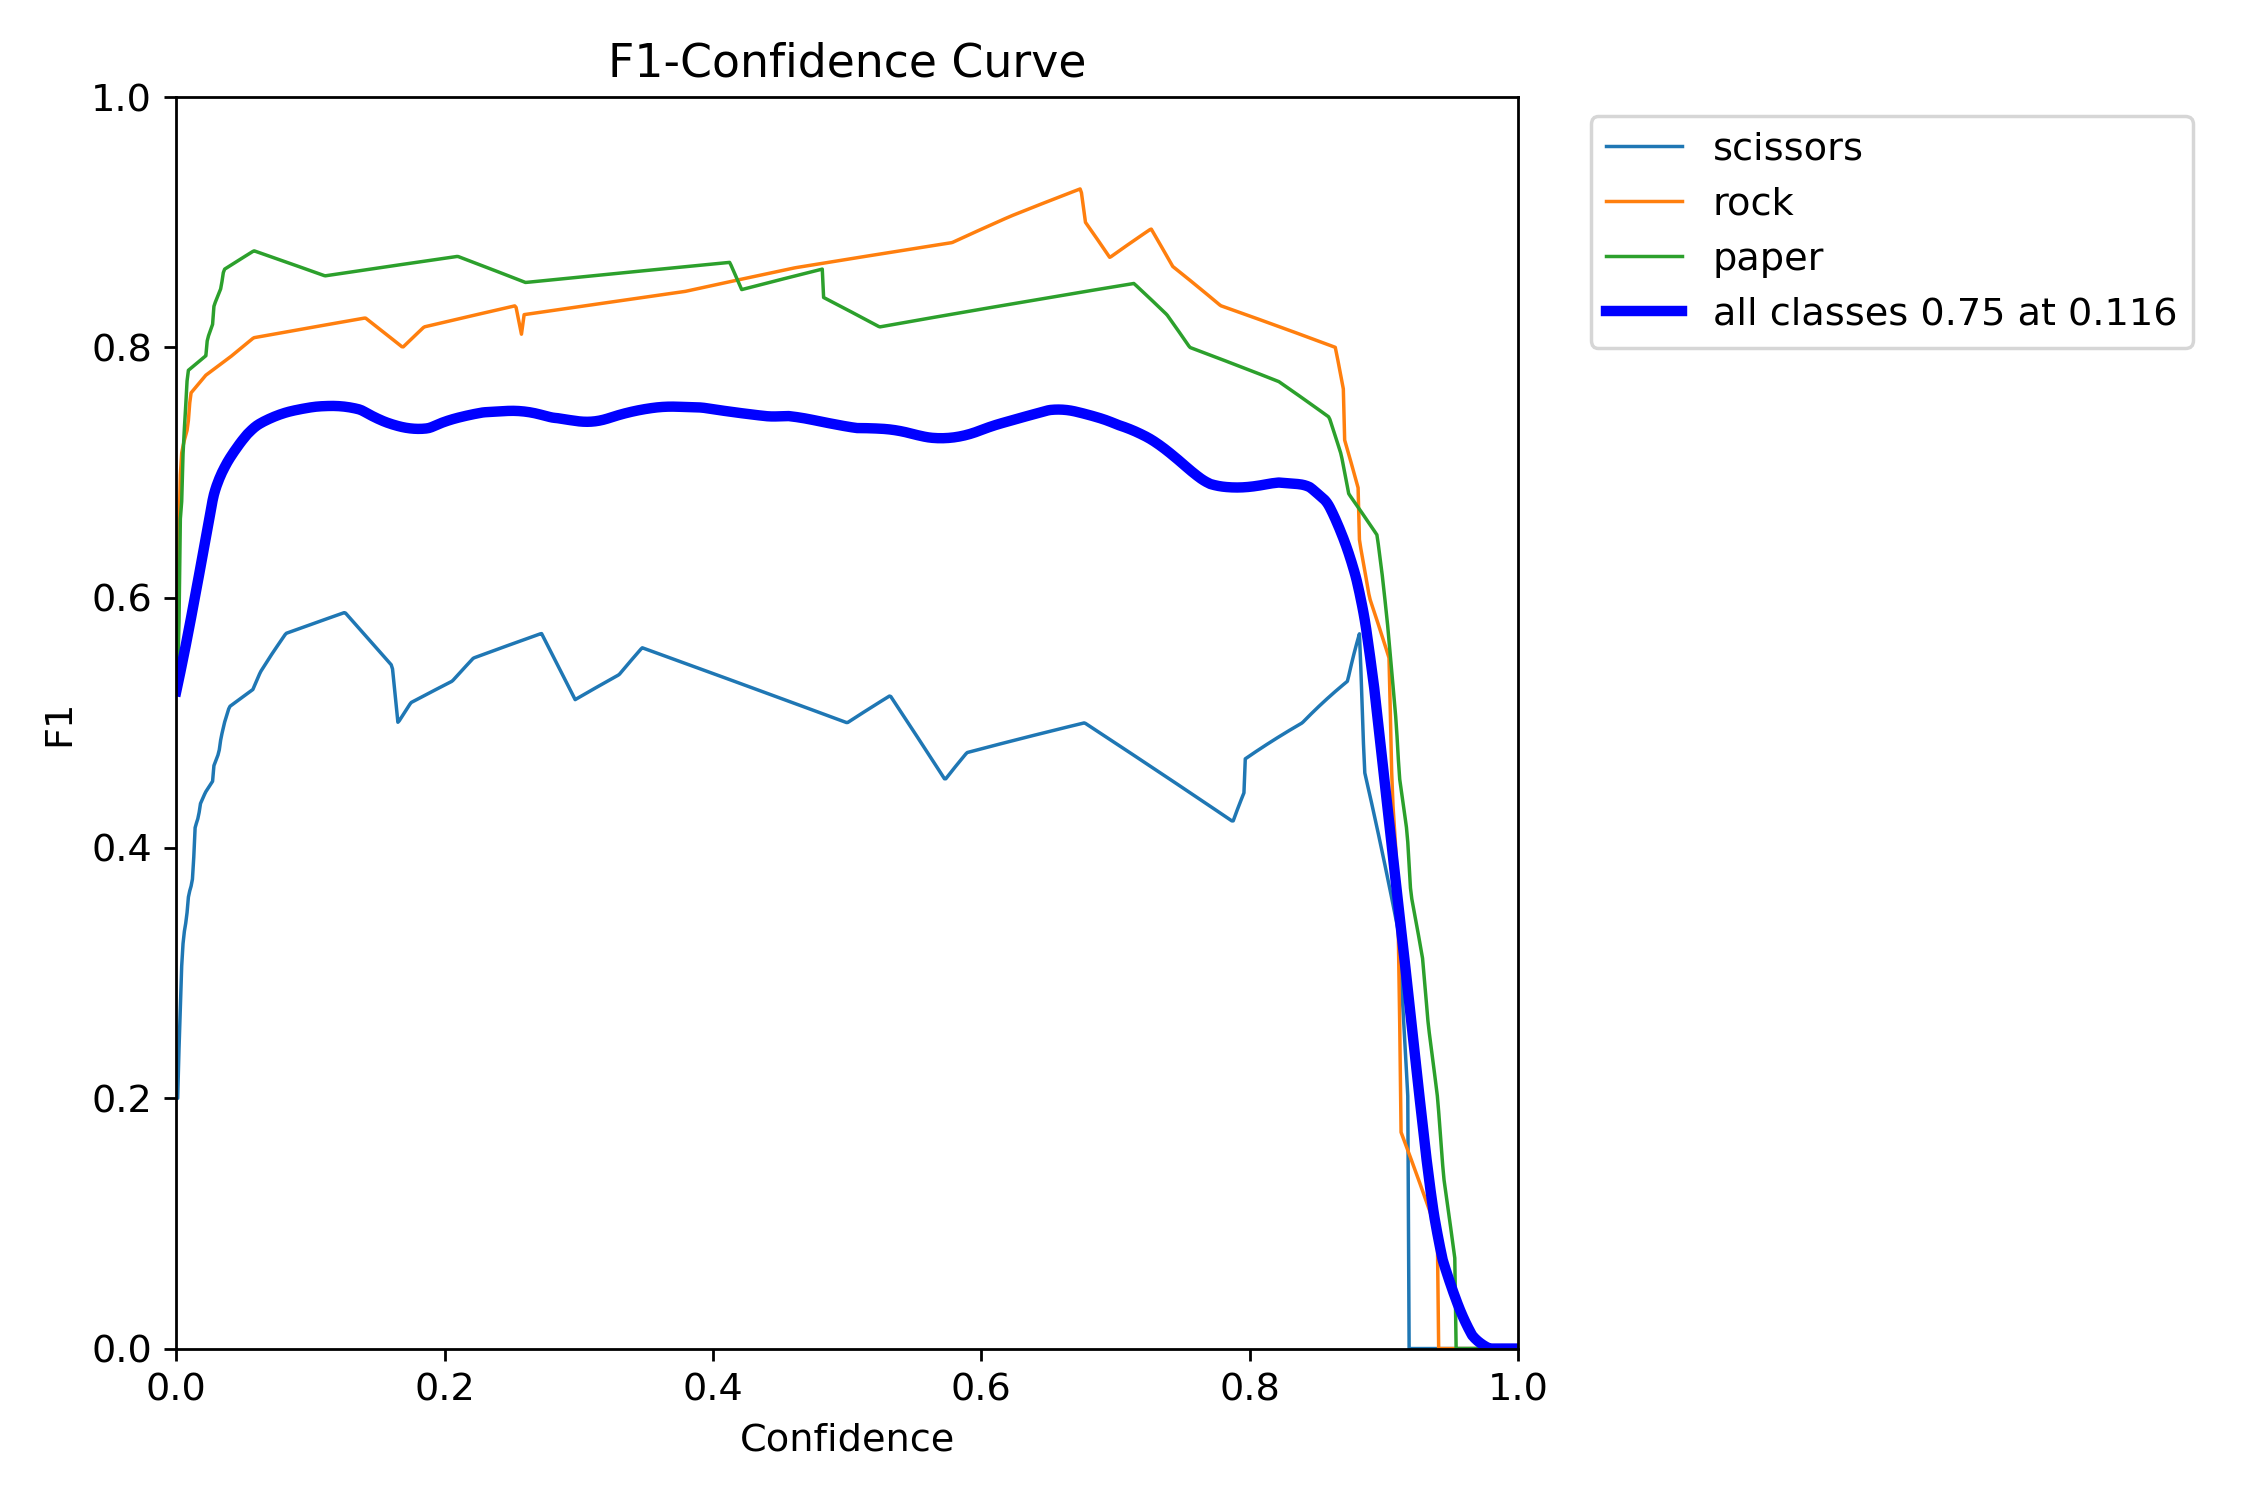 F1-Confidence Curve
1.0
0.8
0.6
0.4
0.2
0.0
F1
0.0 0.2 0.4 0.6 0.8 1.0
Confidence
scissors
rock
paper
all classes 0.75 at 0.116